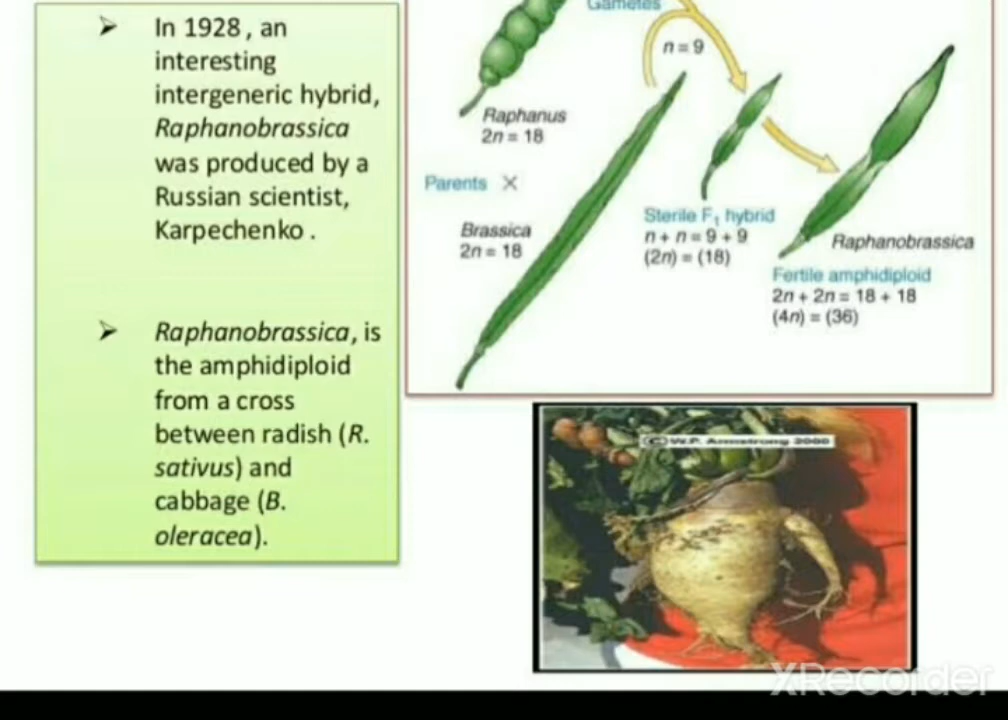 ➢ In 1928, an
interesting
intergeneric hybrid,
Raphanobrassica
was produced by a
Russian scientist,
Karpechenko .
➢ Raphanobrassica, is
the amphidiploid
from a cross
between radish (R.
sativus) and
cabbage (B.
oleracea).
Gametes
n = 9
Raphanus
2n = 18
Parents ×
Brassica
2n = 18
Sterile F₁ hybrid
n + n = 9 + 9
(2n) = (18)
Raphanobrassica
Fertile amphidiploid
2n + 2n = 18 + 18
(4n) = (36)
© W.P. Armstrong 2000
XRecorder